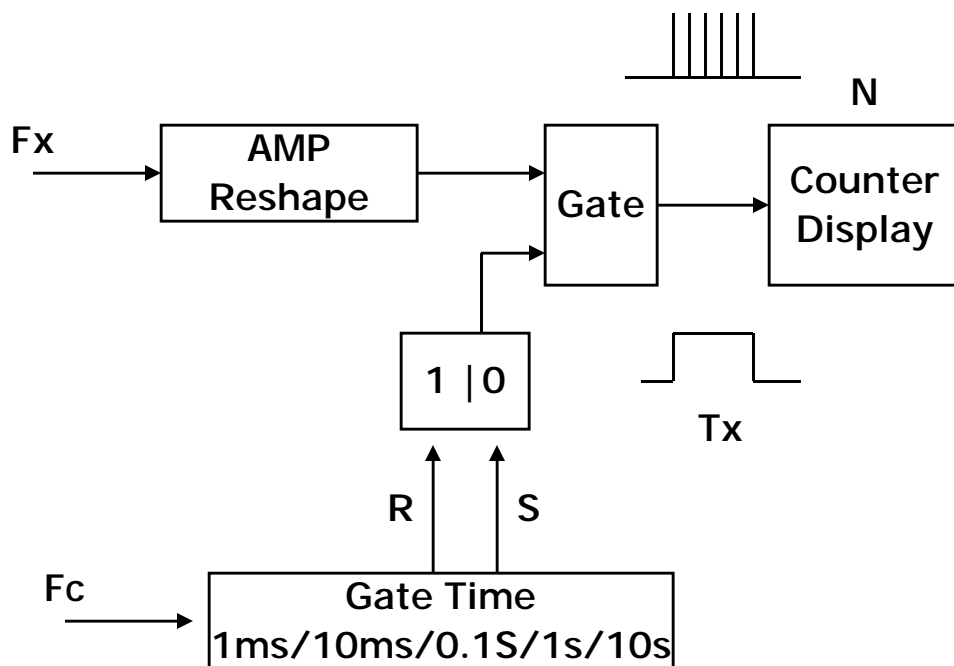 N
Fx
AMP
Reshape
Gate
Counter
Display
1 | 0
Tx
R
S
Fc
Gate Time
1ms/10ms/0.1S/1s/10s